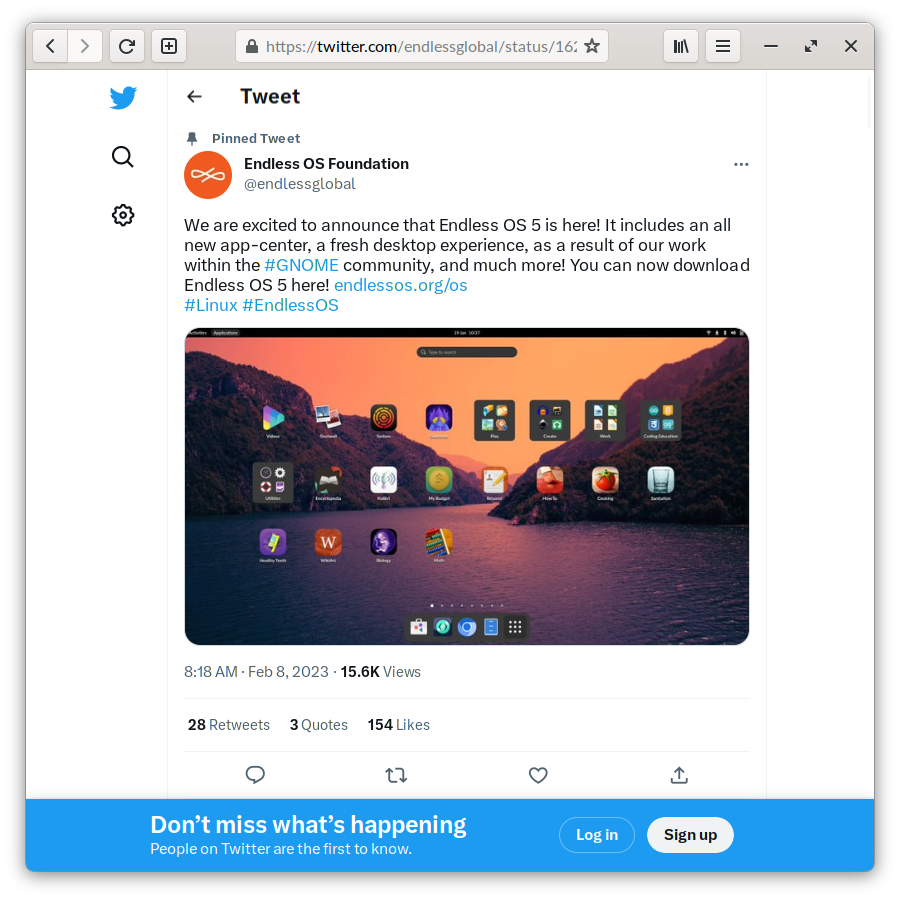 https://twitter.com/endlessglobal/status/162
Tweet
Pinned Tweet
Endless OS Foundation
@endlessglobal
We are excited to announce that Endless OS 5 is here! It includes an all
new app-center, a fresh desktop experience, as a result of our work
within the #GNOME community, and much more! You can now download
Endless OS 5 here! endlessos.org/os
#Linux #EndlessOS
Activities Applications 19 Jan 10:37
Type to search
Videos Shotwell Play Create Work Coding Education
Utilities Encyclopedia Kolibri My Budget Résumé HowTo Cooking Sanitation
Healthy Teeth WikiArt Biology Math
8:18 AM · Feb 8, 2023 · 15.6K Views
28 Retweets 3 Quotes 154 Likes
Don’t miss what’s happening
People on Twitter are the first to know.
Log in
Sign up